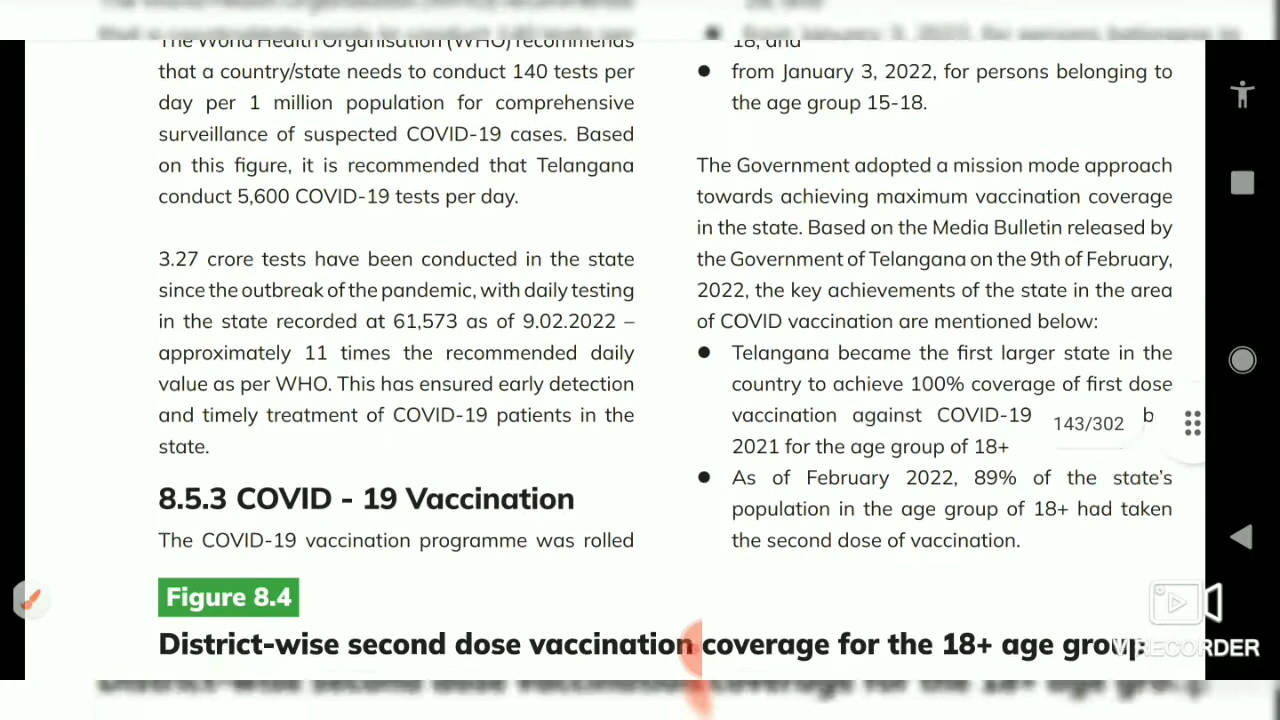 The World Health Organisation (WHO) recommends
that a country/state needs to conduct 140 tests per
day per 1 million population for comprehensive
surveillance of suspected COVID-19 cases. Based
on this figure, it is recommended that Telangana
conduct 5,600 COVID-19 tests per day.
3.27 crore tests have been conducted in the state
since the outbreak of the pandemic, with daily testing
in the state recorded at 61,573 as of 9.02.2022 –
approximately 11 times the recommended daily
value as per WHO. This has ensured early detection
and timely treatment of COVID-19 patients in the
state.
8.5.3 COVID - 19 Vaccination
The COVID-19 vaccination programme was rolled
18, and
● from January 3, 2022, for persons belonging to
the age group 15-18.
The Government adopted a mission mode approach
towards achieving maximum vaccination coverage
in the state. Based on the Media Bulletin released by
the Government of Telangana on the 9th of February,
2022, the key achievements of the state in the area
of COVID vaccination are mentioned below:
● Telangana became the first larger state in the
country to achieve 100% coverage of first dose
vaccination against COVID-19
2021 for the age group of 18+
● As of February 2022, 89% of the state's
population in the age group of 18+ had taken
the second dose of vaccination.
143/302
Figure 8.4
District-wise second dose vaccination coverage for the 18+ age group:
VRECORDER